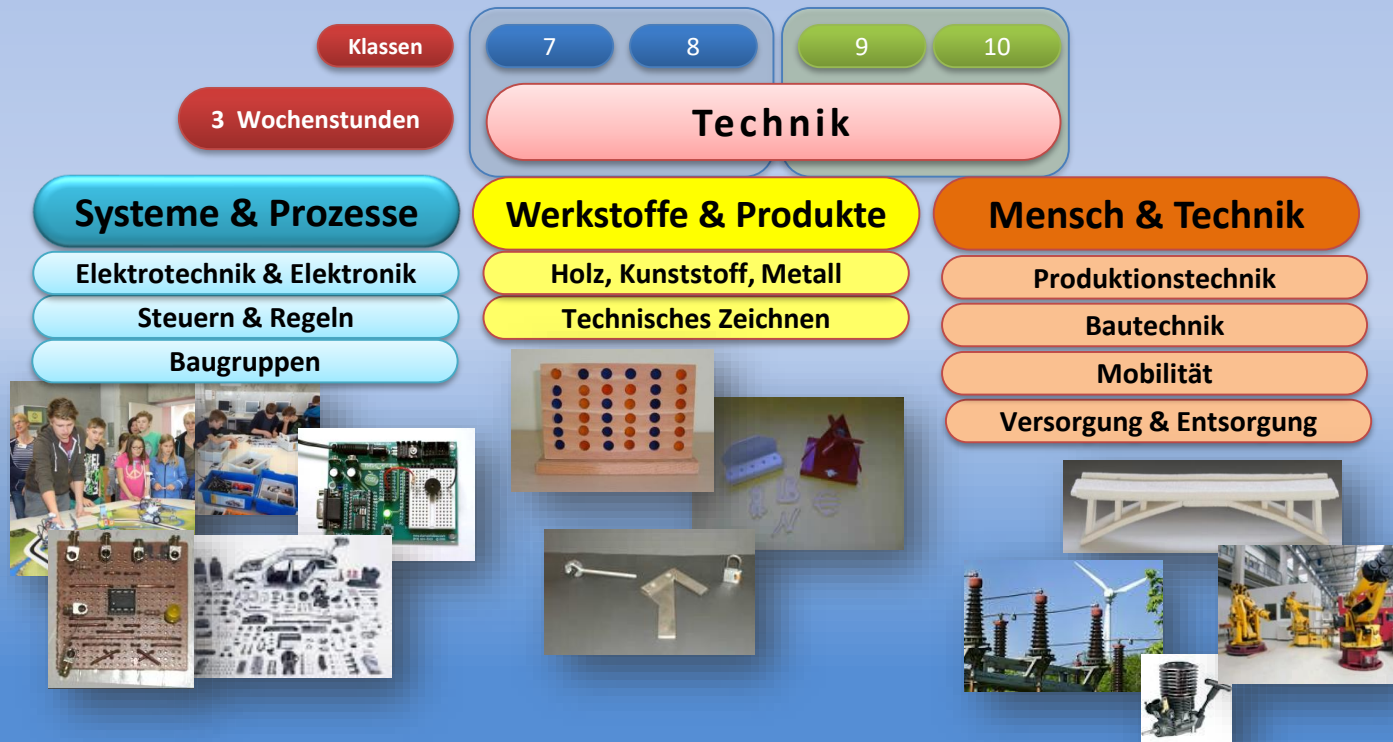 Klassen
7
8
9
10
3 Wochenstunden
Technik
Systeme & Prozesse
Elektrotechnik & Elektronik
Steuern & Regeln
Baugruppen
Werkstoffe & Produkte
Holz, Kunststoff, Metall
Technisches Zeichnen
Mensch & Technik
Produktionstechnik
Bautechnik
Mobilität
Versorgung & Entsorgung